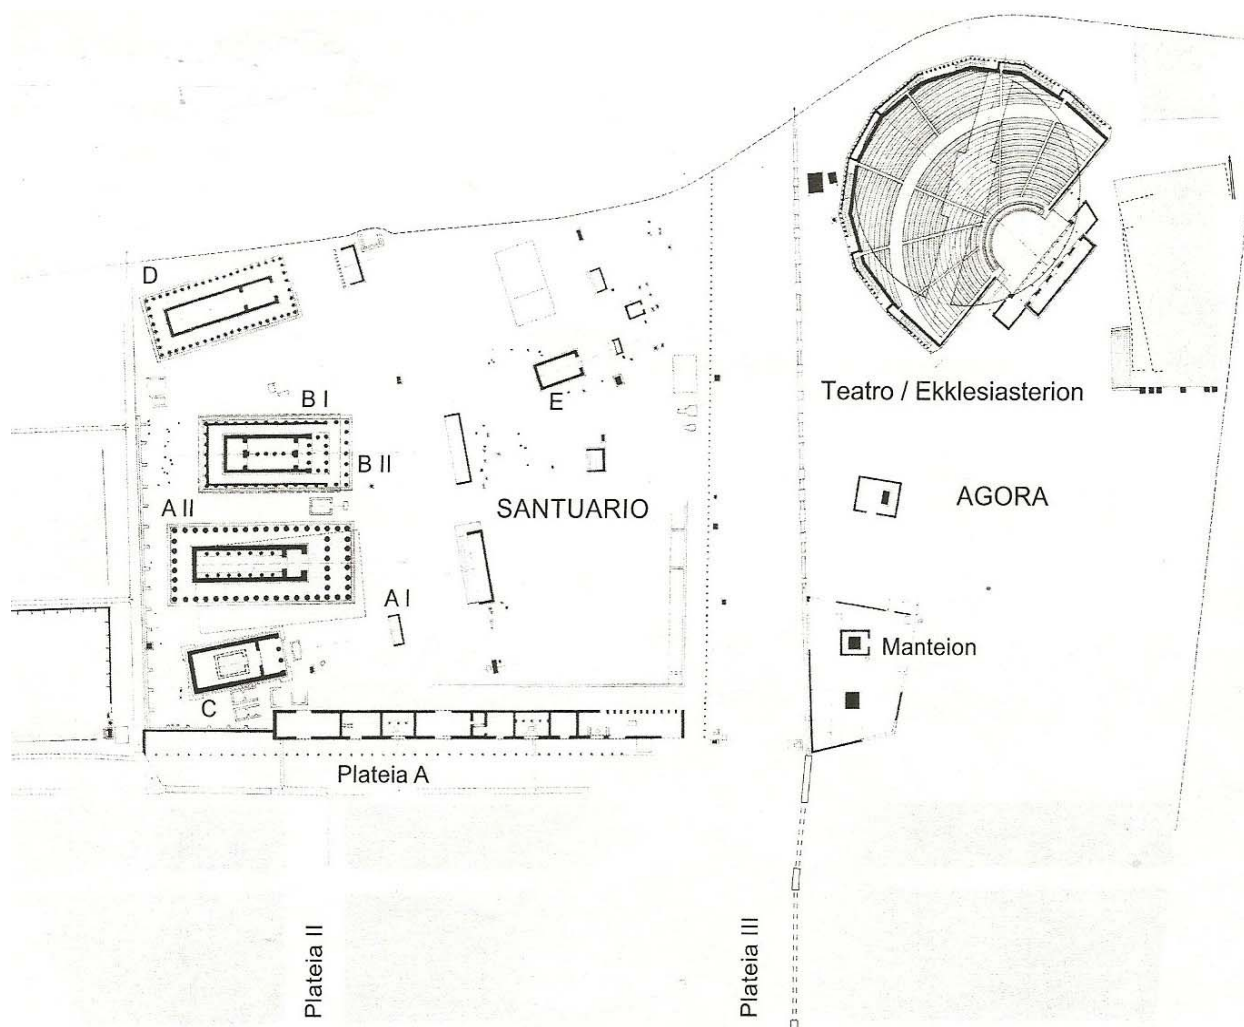 D
B I
E
Teatro / Ekklesiasterion
B II
A II
SANTUARIO
AGORA
A I
Manteion
C
Plateia A
Plateia II
Plateia III